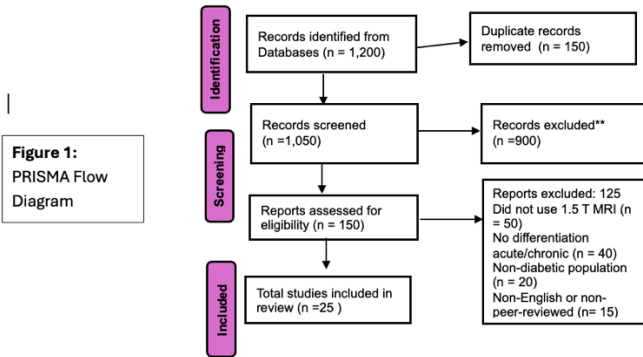 Identification
Records identified from
Databases (n = 1,200)
Duplicate records
removed  (n = 150)
Figure 1:
PRISMA Flow
Diagram
Screening
Records screened
(n =1,050)
Records excluded**
(n =900)
Reports assessed for
eligibility (n = 150)
Reports excluded: 125
Did not use 1.5 T MRI (n
= 50)
No differentiation
acute/chronic (n = 40)
Non-diabetic population
(n = 20)
Non-English or non-
peer-reviewed (n= 15)
Included
Total studies included in
review (n =25 )